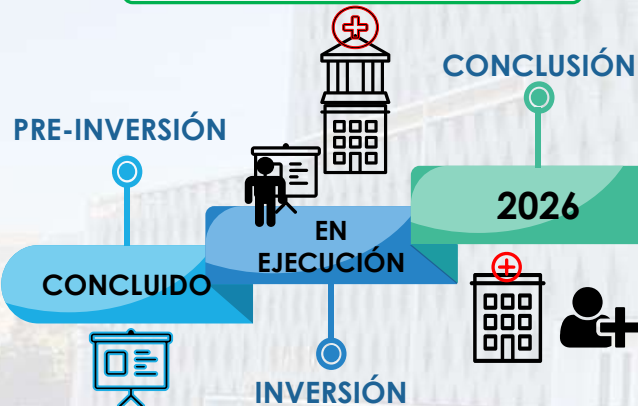 CONCLUSIÓN
PRE-INVERSIÓN
2026
EN
EJECUCIÓN
CONCLUIDO
INVERSIÓN